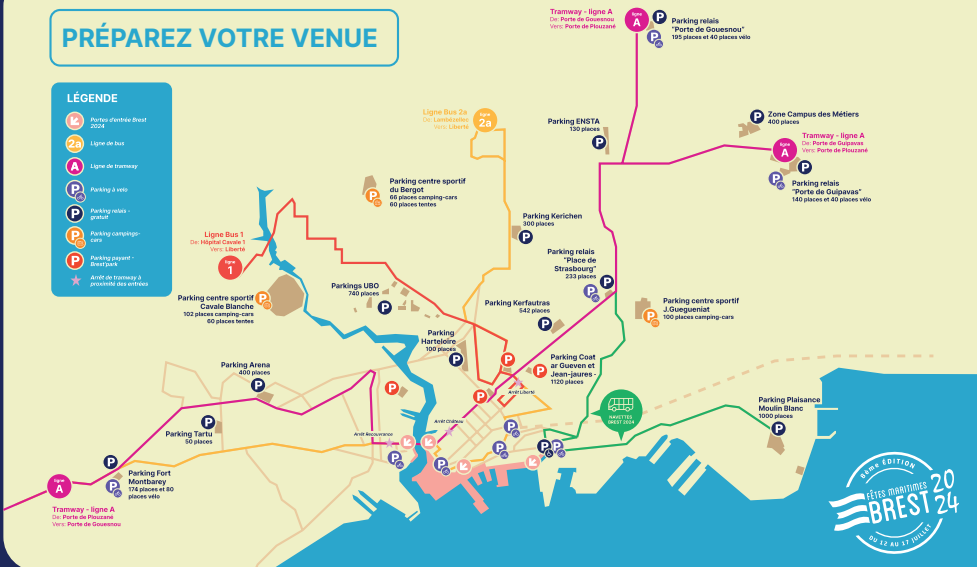 PRÉPAREZ VOTRE VENUE
LÉGENDE
Portes d'entrée Brest
2024
2a
Ligne de bus
A
Ligne de tramway
P
Parking à velo
P
Parking relais -
gratuit
P
Parking campings-
cars
P
Parking payant -
Brest'park
Arrêt de tramway à
proximité des entrées
Tramway - ligne A
De: Porte de Gouesnou
Vers: Porte de Plouzané
ligne
A
P
Parking relais
"Porte de Gouesnou"
195 places et 40 places vélo
Ligne Bus 2a
De: Lambézellec
Vers: Liberté
ligne
2a
Parking ENSTA
130 places
P
Zone Campus des Métiers
400 places
Tramway - ligne A
De: Porte de Guipavas
Vers: Porte de Plouzané
ligne
A
Parking relais
"Porte de Guipavas"
140 places et 40 places vélo
Parking centre sportif
du Bergot
66 places camping-cars
60 places tentes
Parking Kerichen
300 places
Ligne Bus 1
De: Hôpital Cavale 1
Vers: Liberté
ligne
1
Parking relais
"Place de
Strasbourg"
233 places
Parkings UBO
740 places
Parking centre sportif
Cavale Blanche
102 places camping-cars
60 places tentes
Parking Kerfautras
542 places
Parking centre sportif
J.Guegueniat
100 places camping-cars
Parking
Harteloire
100 places
Parking Coat
ar Gueven et
Jean-jaures -
1120 places
Parking Arena
400 places
Arrêt Liberté
NAVETTES
BREST 2024
Parking Plaisance
Moulin Blanc
1000 places
Arrêt Château
Arrêt Recouvrance
Parking Tartu
50 places
Parking Fort
Montbarey
174 places et 80
places vélo
ligne
A
Tramway - ligne A
De: Porte de Plouzané
Vers: Porte de Gouesnou
8ème ÉDITION
FÊTES MARITIMES
BREST
2024
DU 12 AU 17 JUILLET